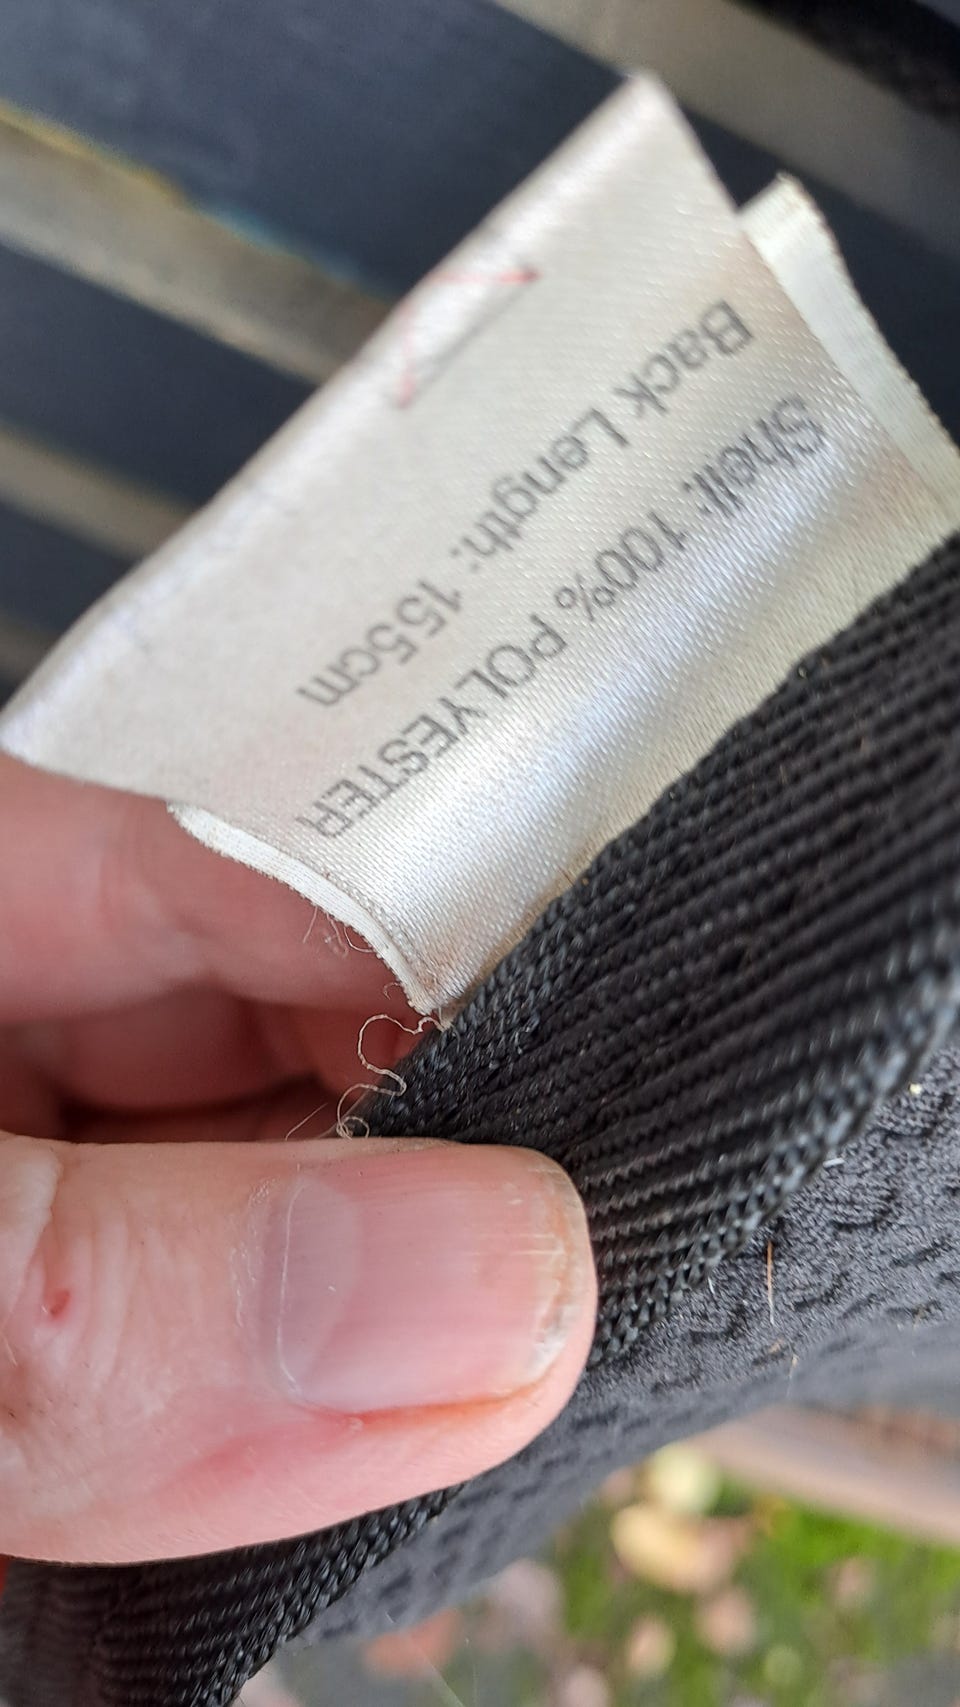 Shell: 100% POLYESTER
Back Length: 155cm